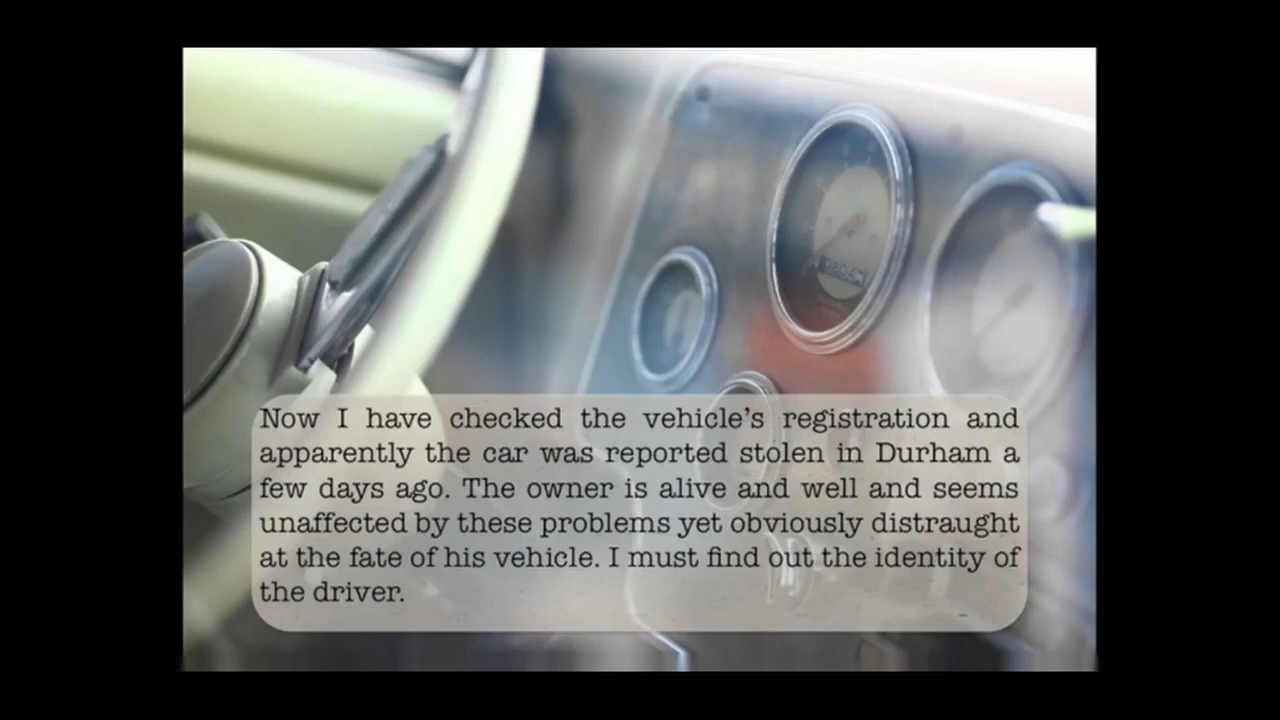 Now I have checked the vehicle's registration and
apparently the car was reported stolen in Durham a
few days ago. The owner is alive and well and seems
unaffected by these problems yet obviously distraught
at the fate of his vehicle. I must find out the identity of
the driver.